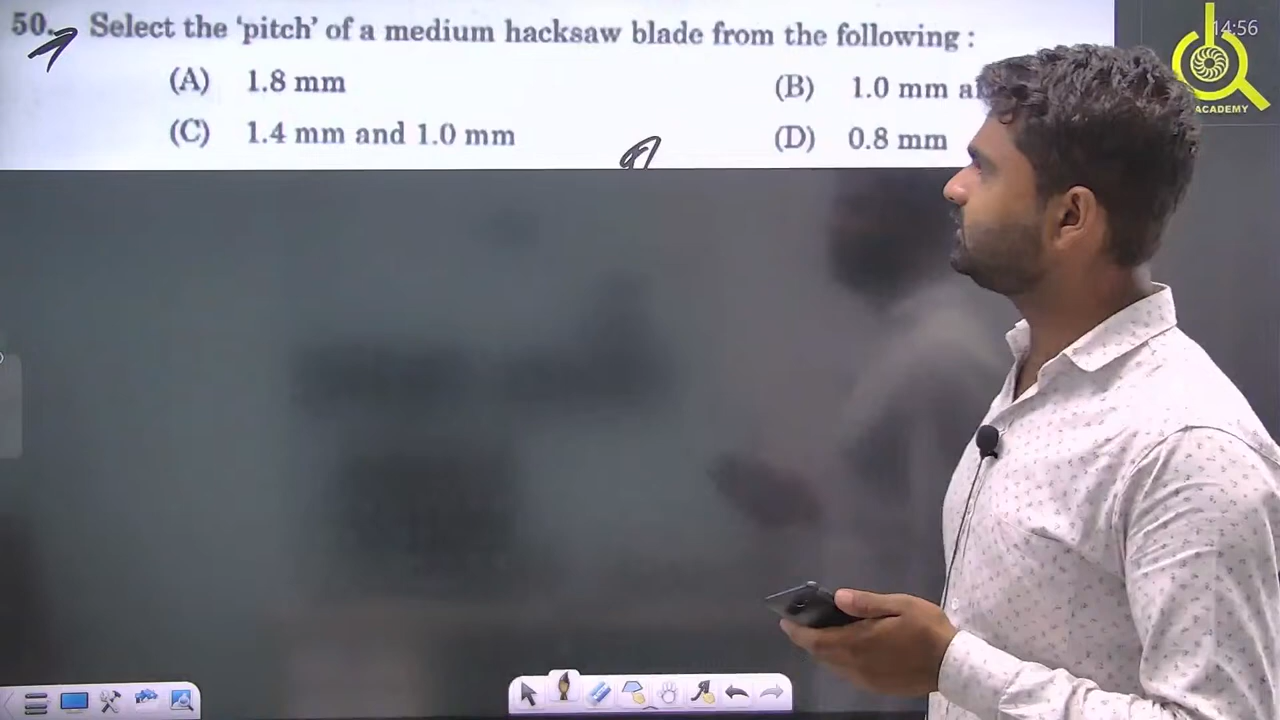 50. Select the 'pitch' of a medium hacksaw blade from the following :
(A) 1.8 mm
(B) 1.0 mm
(C) 1.4 mm and 1.0 mm
(D) 0.8 mm
14:56
ACADEMY